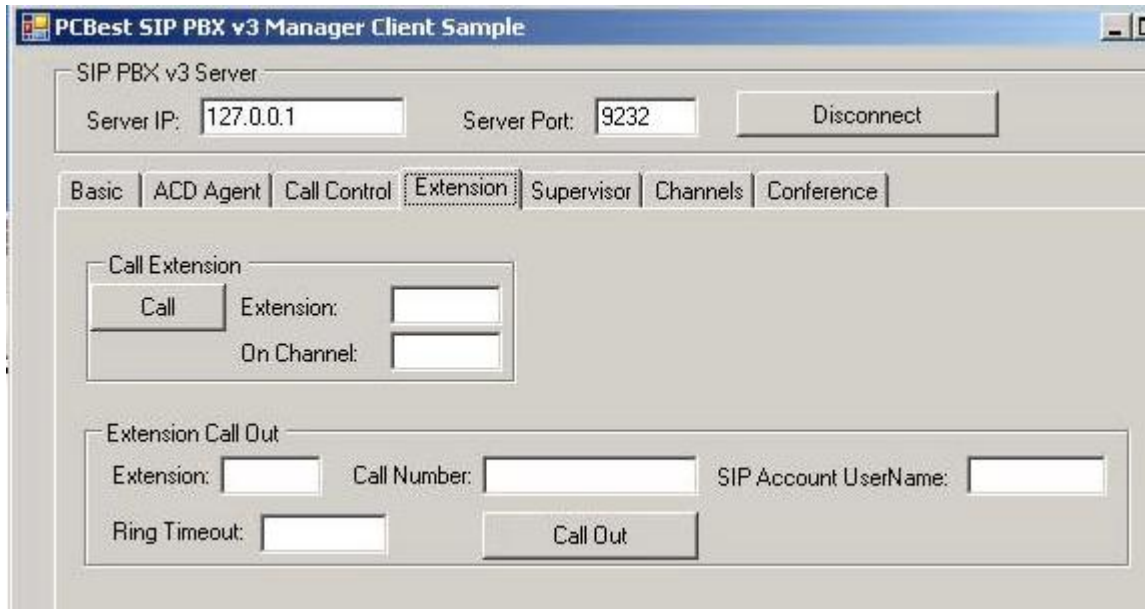 PCBest SIP PBX v3 Manager Client Sample
SIP PBX v3 Server
Server IP: 127.0.0.1 Server Port: 9232 Disconnect
Basic ACD Agent Call Control Extension Supervisor Channels Conference
Call Extension
Call Extension:
On Channel:
Extension Call Out
Extension: Call Number: SIP Account UserName:
Ring Timeout: Call Out